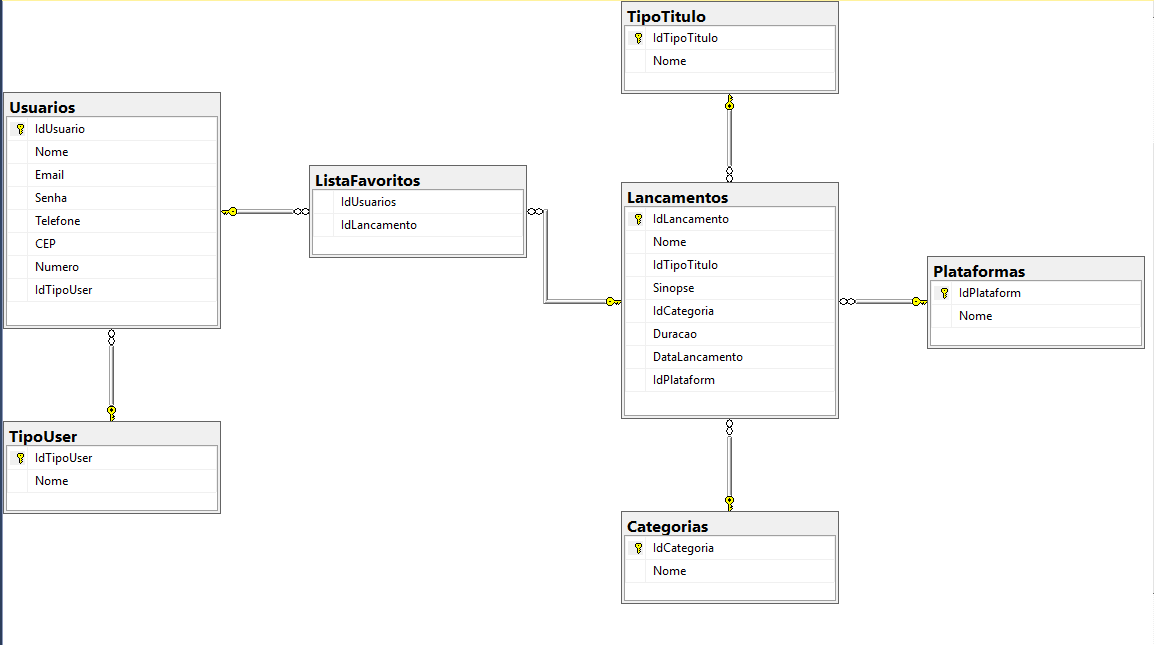 TipoTitulo
IdTipoTitulo
Nome
Usuarios
IdUsuario
Nome
Email
Senha
Telefone
CEP
Numero
IdTipoUser
ListaFavoritos
IdUsuarios
IdLancamento
Lancamentos
IdLancamento
Nome
IdTipoTitulo
Sinopse
IdCategoria
Duracao
DataLancamento
IdPlataform
Plataformas
IdPlataform
Nome
TipoUser
IdTipoUser
Nome
Categorias
IdCategoria
Nome